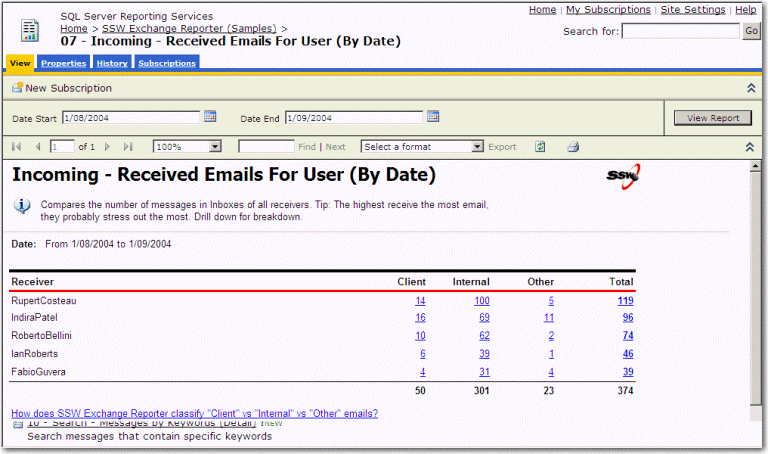 SQL Server Reporting Services
Home | My Subscriptions | Site Settings | Help
Home > SSW Exchange Reporter (Samples) >
07 - Incoming - Received Emails For User (By Date)
Search for: Go
View Properties History Subscriptions
New Subscription
Date Start 1/08/2004 Date End 1/09/2004 View Report
1 of 1 100% Find | Next Select a format Export
Incoming - Received Emails For User (By Date)
SSW
Compares the number of messages in Inboxes of all receivers. Tip: The highest receive the most email,
they probably stress out the most. Drill down for breakdown.
Date: From 1/08/2004 to 1/09/2004
Receiver Client Internal Other Total
RupertCosteau 14 100 5 119
IndiraPatel 16 69 11 96
RobertoBellini 10 62 2 74
IanRoberts 6 39 1 46
FabioGuvera 4 31 4 39
50 301 23 374
How does SSW Exchange Reporter classify "Client" vs "Internal" vs "Other" emails?
10 - Search - Messages by Keywords (Detail) !NEW
Search messages that contain specific keywords